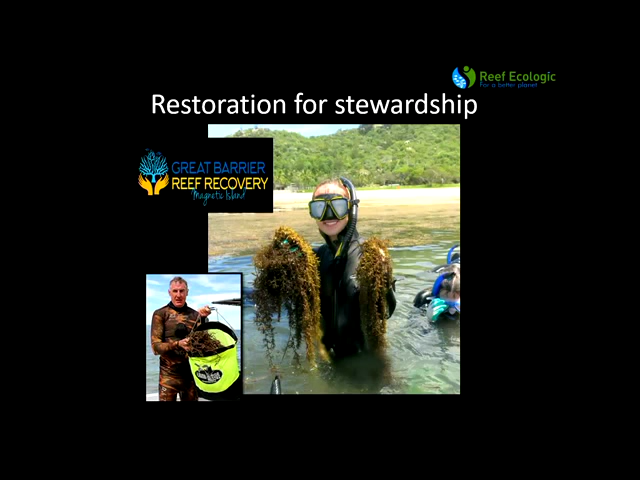 Reef Ecologic
For a better planet
Restoration for stewardship
GREAT BARRIER
REEF RECOVERY
Magnetic Island